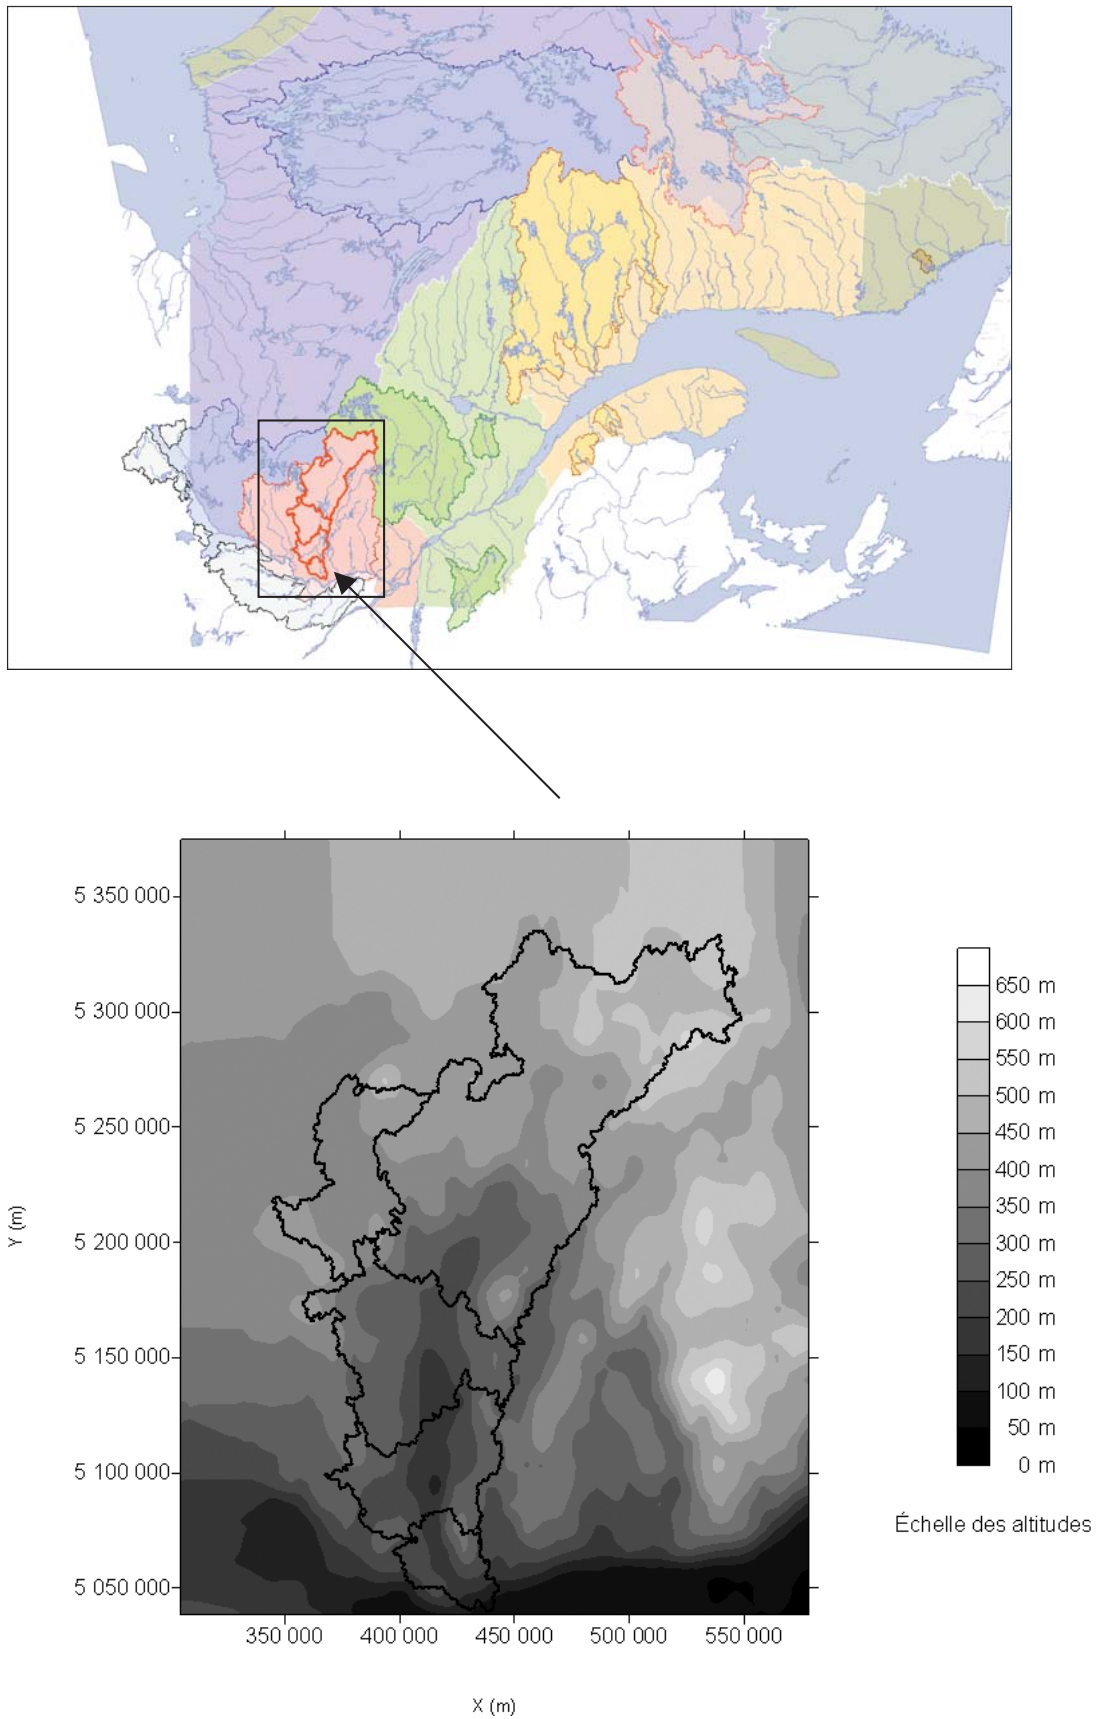 5 350 000
5 300 000
5 250 000
5 200 000
5 150 000
5 100 000
5 050 000
Y (m)
350 000 400 000 450 000 500 000 550 000
X (m)
650 m
600 m
550 m
500 m
450 m
400 m
350 m
300 m
250 m
200 m
150 m
100 m
50 m
0 m
Échelle des altitudes